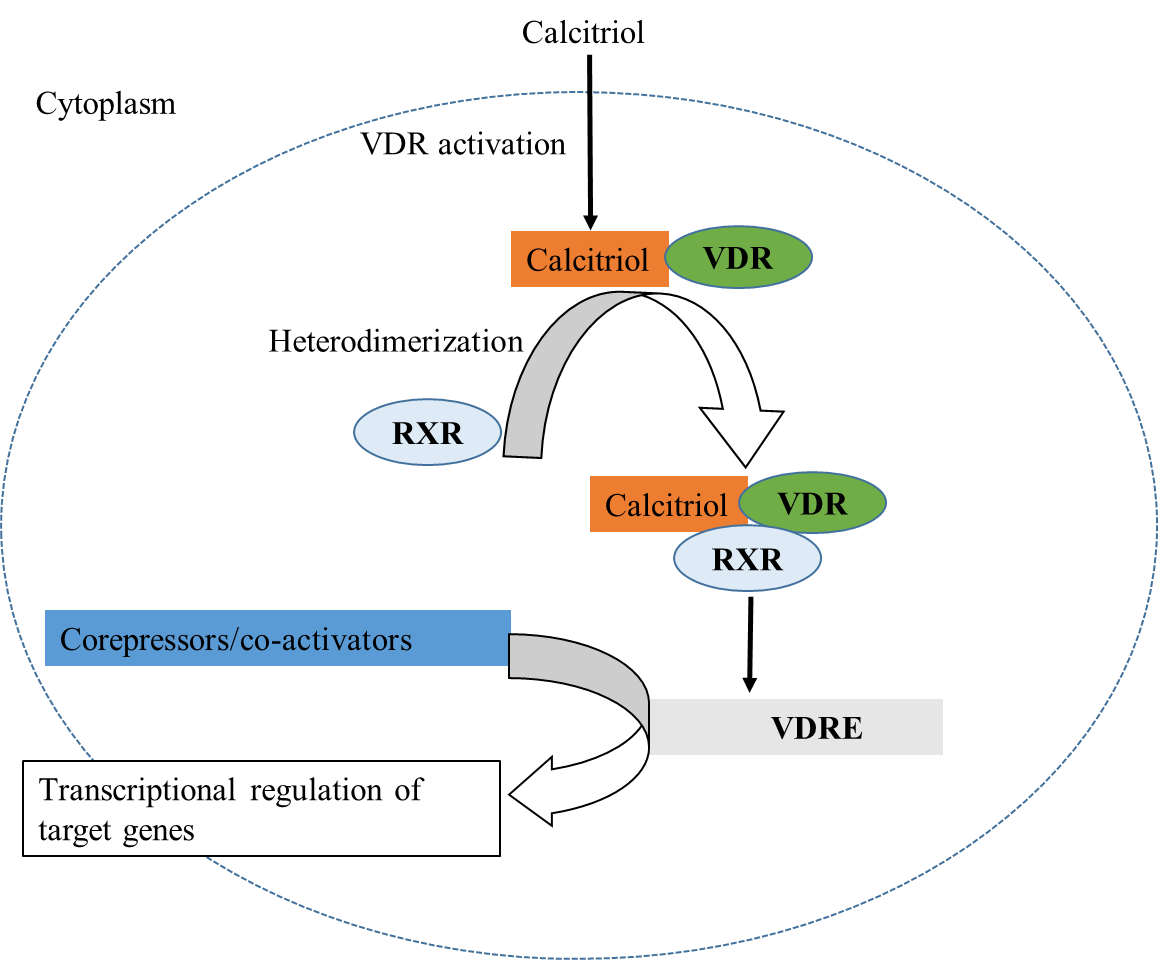 Calcitriol
Cytoplasm
VDR activation
Calcitriol
VDR
Heterodimerization
RXR
Calcitriol
VDR
RXR
Corepressors/co-activators
VDRE
Transcriptional regulation of
target genes